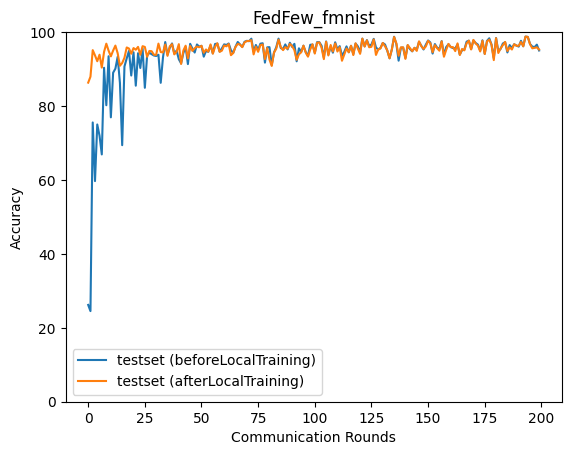 FedFew_fmnist
100
80
60
40
20
0
Accuracy
testset (beforeLocalTraining)
testset (afterLocalTraining)
0 25 50 75 100 125 150 175 200
Communication Rounds